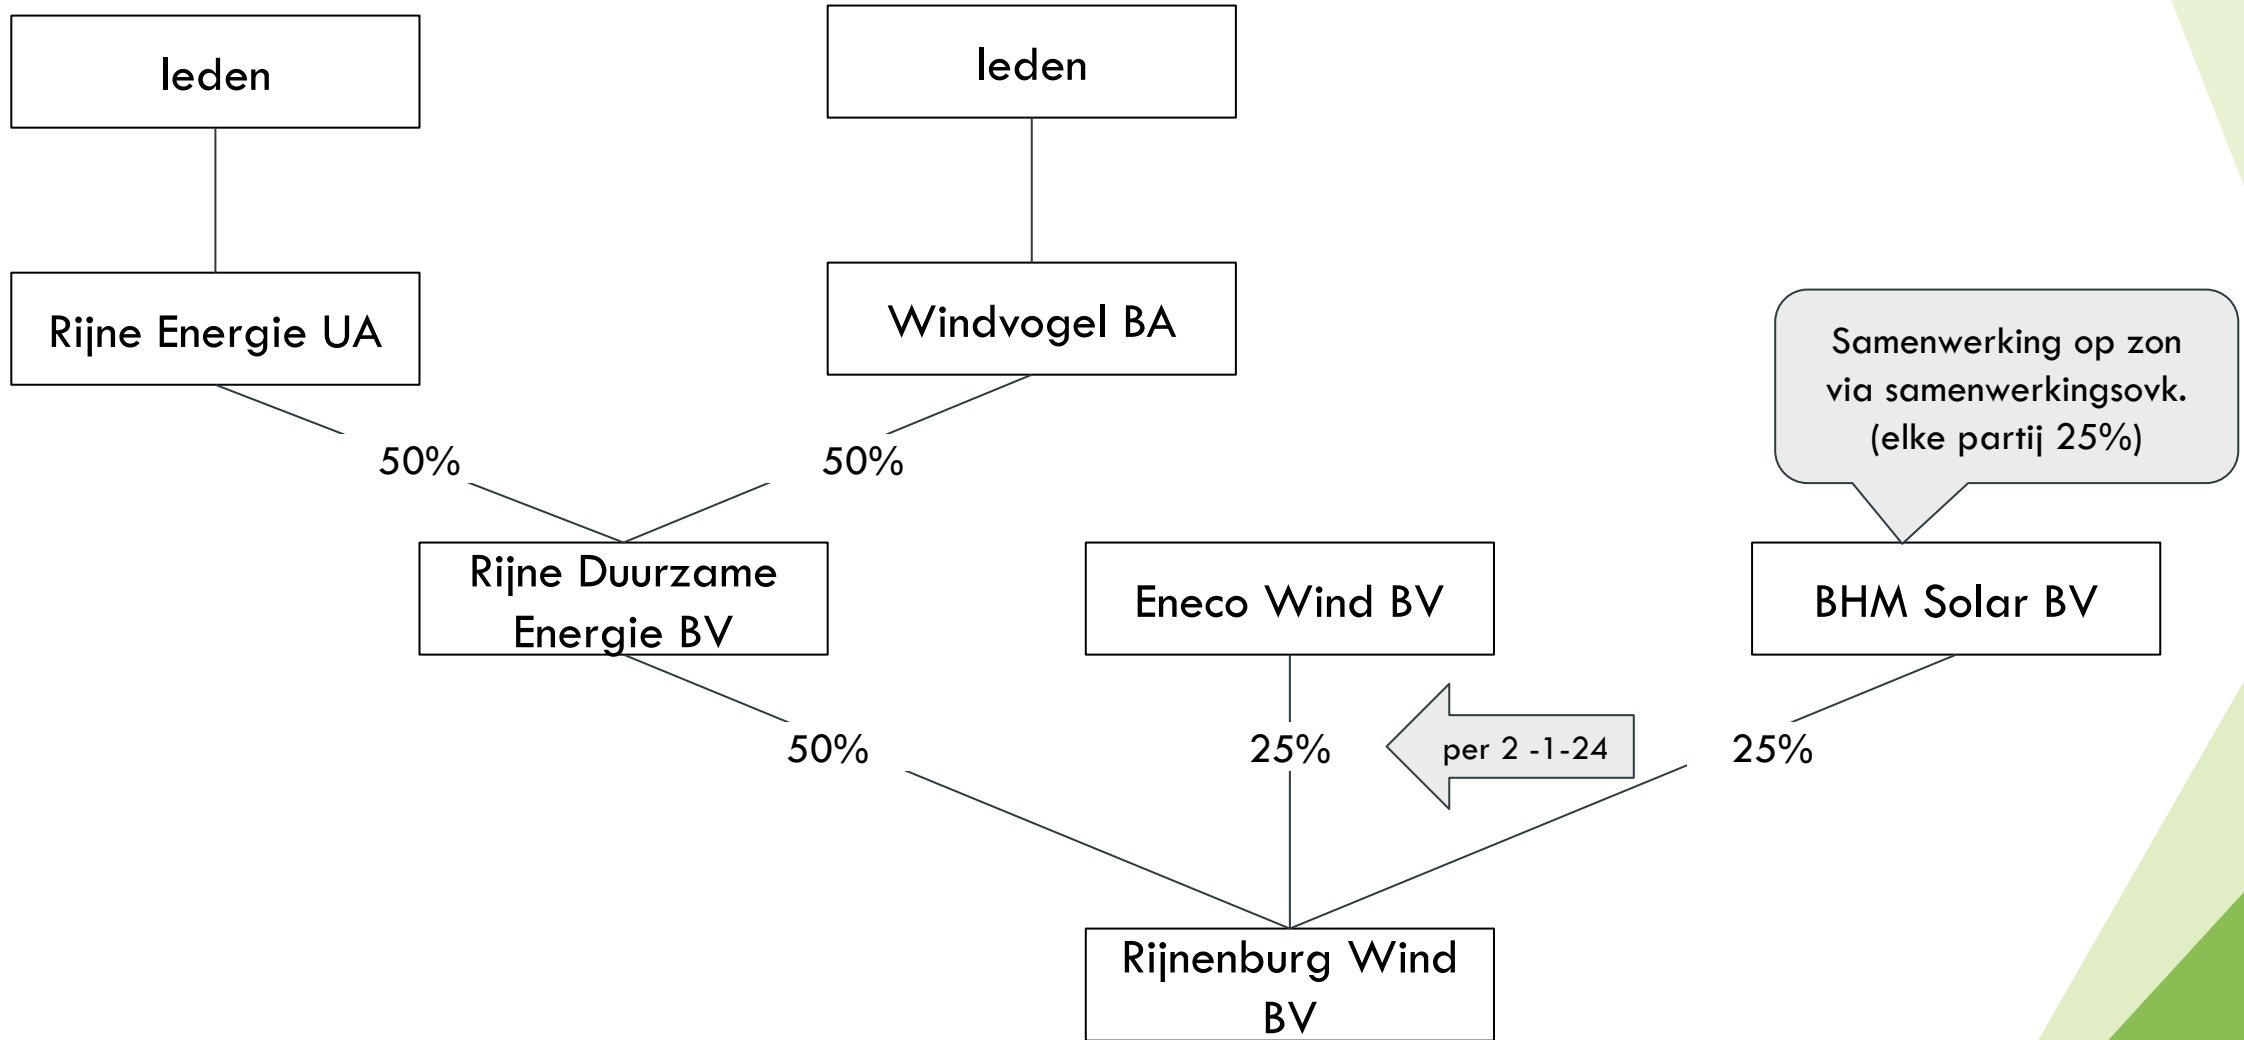 leden
leden
Rijne Energie UA
Windvogel BA
Samenwerking op zon
via samenwerkingsovk.
(elke partij 25%)
50%
50%
Rijne Duurzame
Energie BV
Eneco Wind BV
BHM Solar BV
50%
25%
per 2 -1-24
25%
Rijnenburg Wind
BV